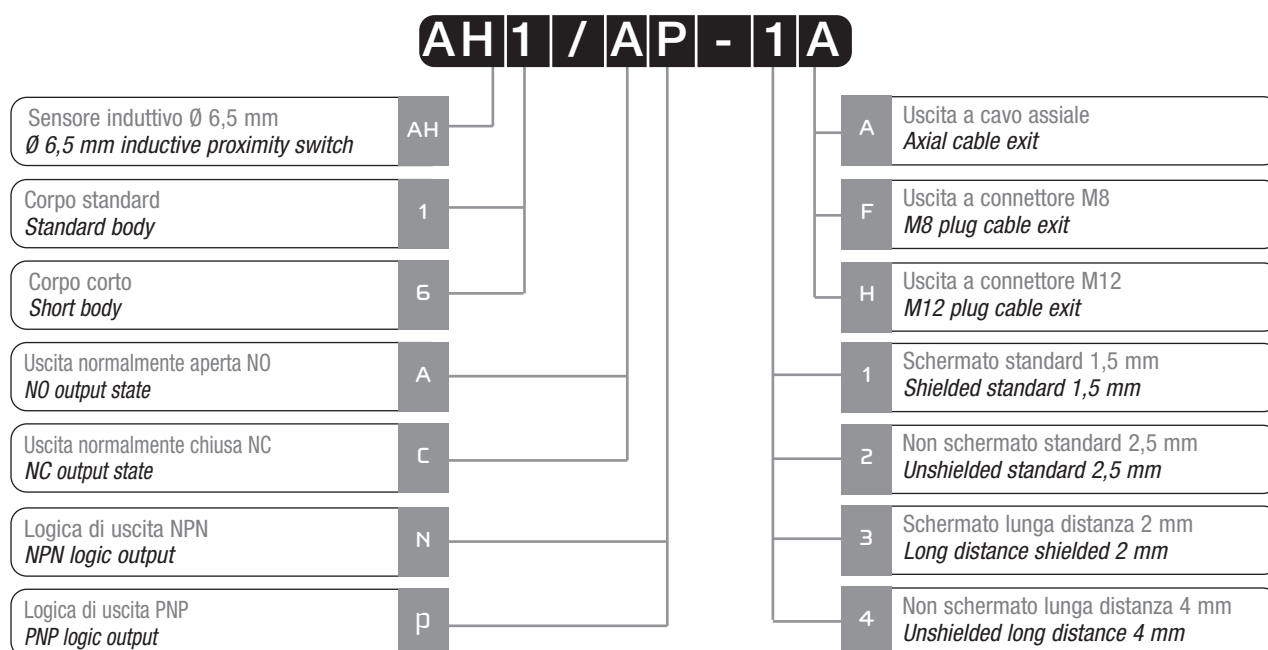 AH1/AP-1A
Sensore induttivo Ø 6,5 mm
Ø 6,5 mm inductive proximity switch
AH
Corpo standard
Standard body
1
Corpo corto
Short body
6
Uscita normalmente aperta NO
NO output state
A
Uscita normalmente chiusa NC
NC output state
C
Logica di uscita NPN
NPN logic output
N
Logica di uscita PNP
PNP logic output
P
A
Uscita a cavo assiale
Axial cable exit
F
Uscita a connettore M8
M8 plug cable exit
H
Uscita a connettore M12
M12 plug cable exit
1
Schermato standard 1,5 mm
Shielded standard 1,5 mm
2
Non schermato standard 2,5 mm
Unshielded standard 2,5 mm
3
Schermato lunga distanza 2 mm
Long distance shielded 2 mm
4
Non schermato lunga distanza 4 mm
Unshielded long distance 4 mm